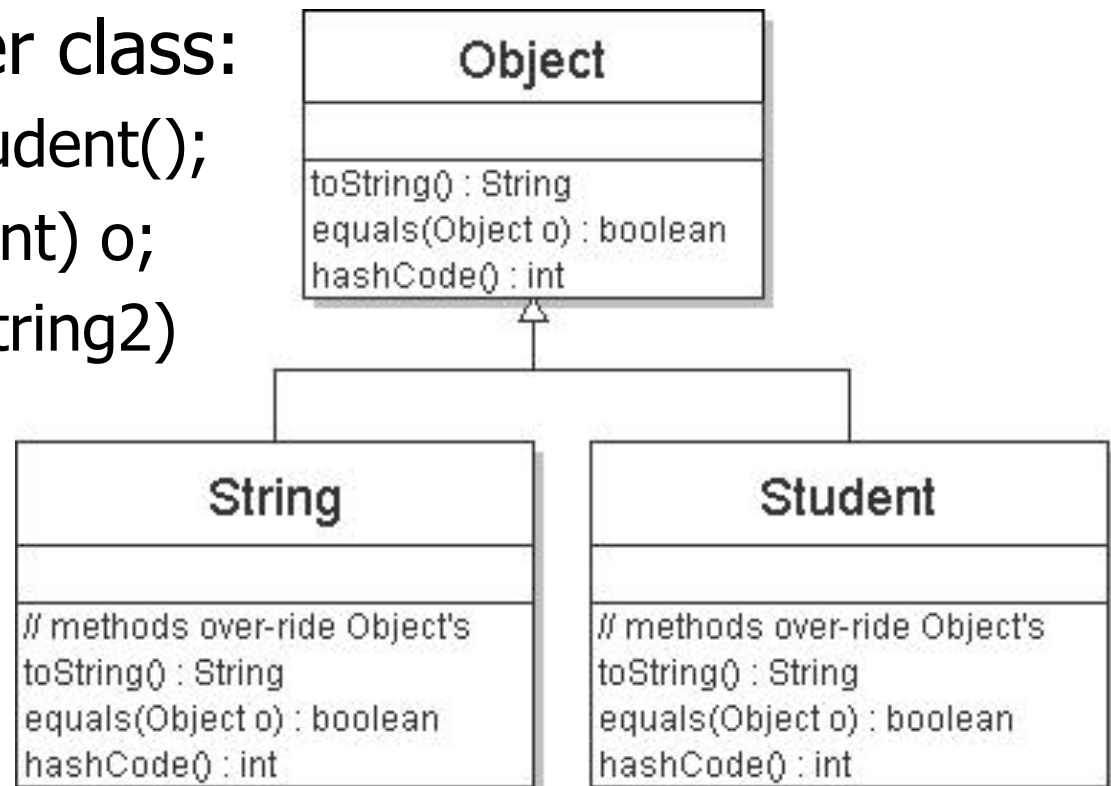 er class:
udent();
nt) o;
tring2)
Object
toString() : String
equals(Object o) : boolean
hashCode() : int
String
// methods over-ride Object's
toString() : String
equals(Object o) : boolean
hashCode() : int
Student
// methods over-ride Object's
toString() : String
equals(Object o) : boolean
hashCode() : int